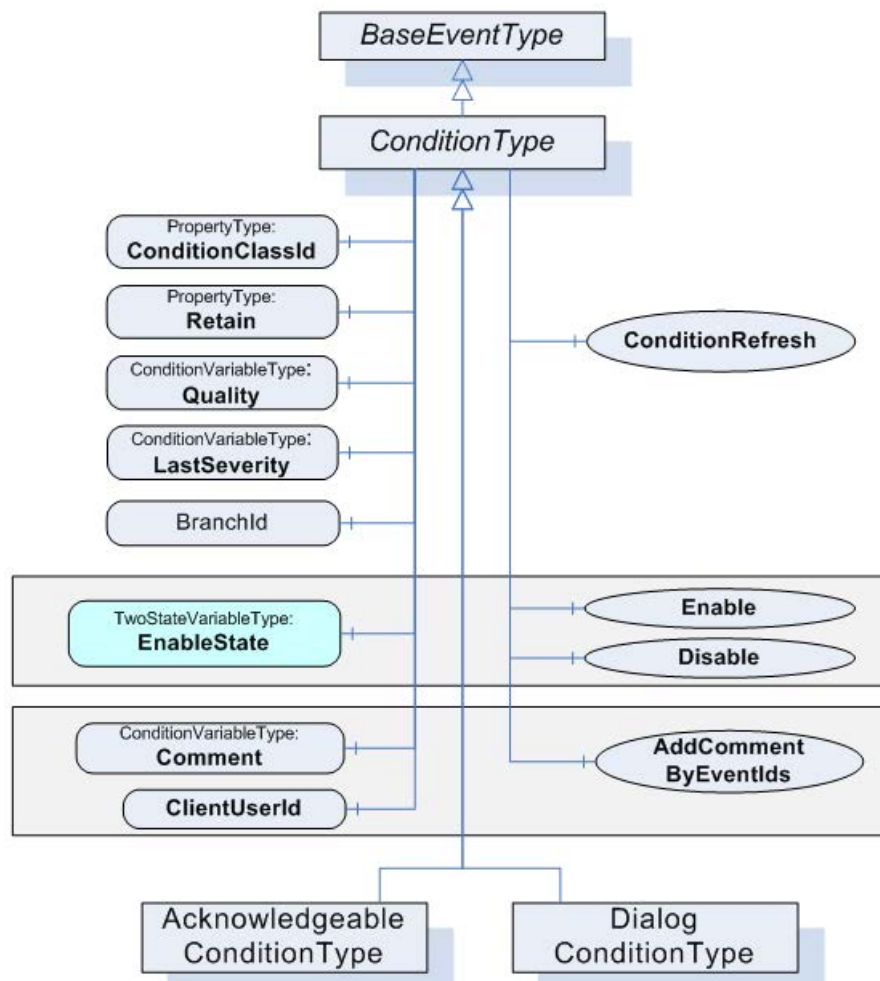 BaseEventType
ConditionType
PropertyType:
ConditionClassId
PropertyType:
Retain
ConditionRefresh
ConditionVariableType:
Quality
ConditionVariableType:
LastSeverity
BranchId
TwoStateVariableType:
EnableState
Enable
Disable
ConditionVariableType:
Comment
AddComment
ByEventIds
ClientUserId
Acknowledgeable
ConditionType
Dialog
ConditionType